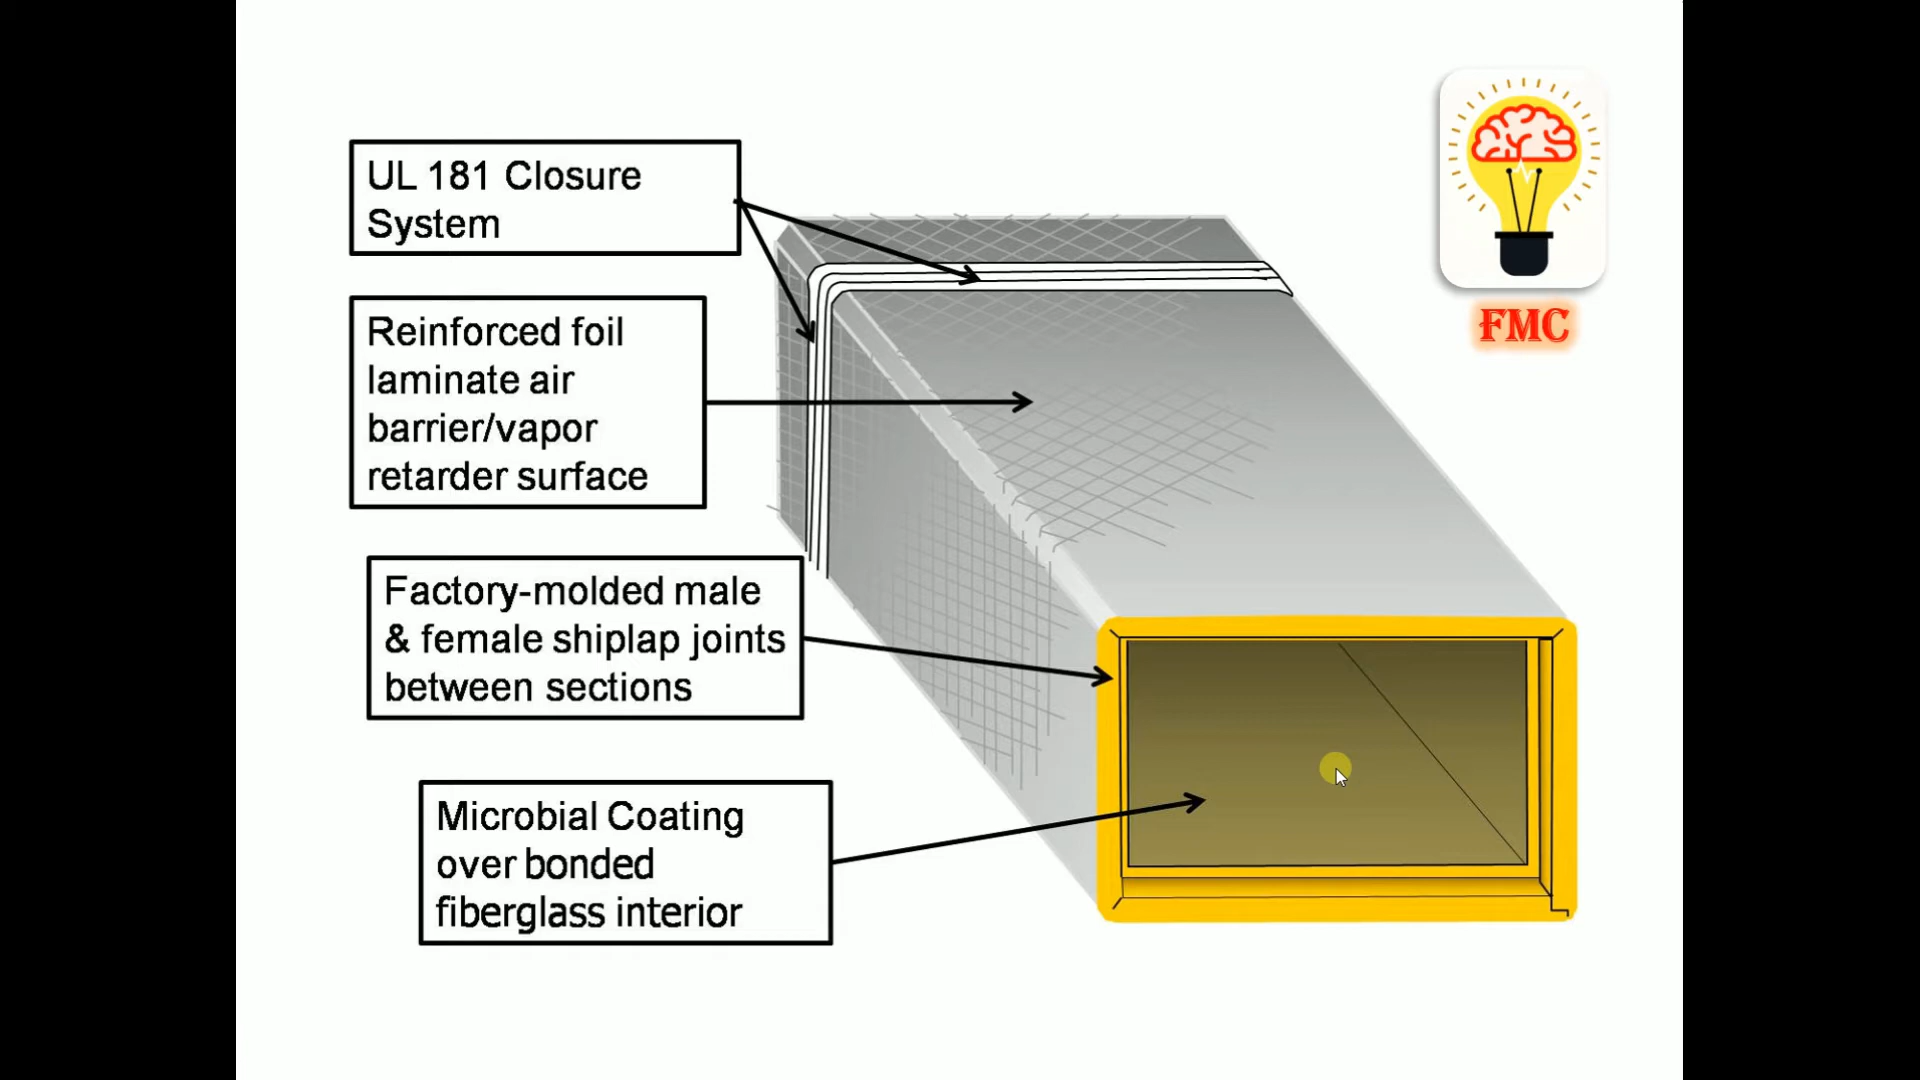 UL 181 Closure
System
Reinforced foil
laminate air
barrier/vapor
retarder surface
Factory-molded male
& female shiplap joints
between sections
Microbial Coating
over bonded
fiberglass interior
FMC